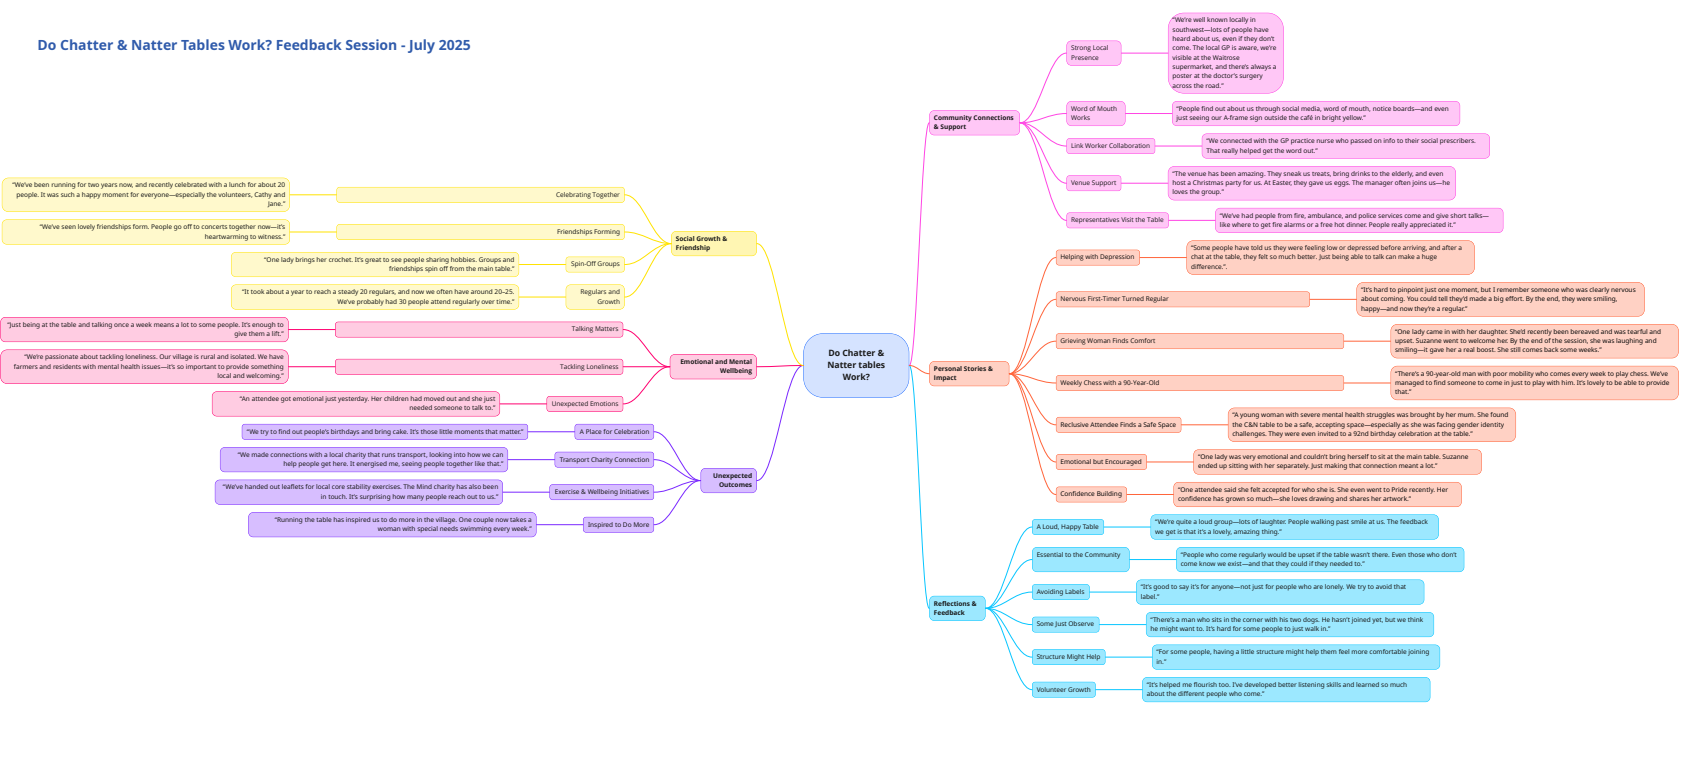 Do Chatter & Natter Tables Work? Feedback Session - July 2025
Do Chatter &
Natter tables
Work?
Community Connections
& Support
Strong Local
Presence
“We’re well known locally in
southwest—lots of people have
heard about us, even if they don’t
come. The local GP is aware, we’re
visible at the Waitrose
supermarket, and there’s always a
poster at the doctor’s surgery
across the road.”
Word of Mouth
Works
“People find out about us through social media, word of mouth, notice boards—and even
just seeing our A-frame sign outside the café in bright yellow.”
Link Worker Collaboration
“We connected with the GP practice nurse who passed on info to their social prescribers.
That really helped get the word out.”
Venue Support
“The venue has been amazing. They sneak us treats, bring drinks to the elderly, and even
host a Christmas party for us. At Easter, they gave us eggs. The manager often joins us—he
loves the group.”
Representatives Visit the Table
“We’ve had people from fire, ambulance, and police services come and give short talks—
like where to get fire alarms or a free hot dinner. People really appreciated it.”
Personal Stories &
Impact
Helping with Depression
“Some people have told us they were feeling low or depressed before arriving, and after a
chat at the table, they felt so much better. Just being able to talk can make a huge
difference.”.
Nervous First-Timer Turned Regular
“It’s hard to pinpoint just one moment, but I remember someone who was clearly nervous
about coming. You could tell they’d made a big effort. By the end, they were smiling,
happy—and now they’re a regular.”
Grieving Woman Finds Comfort
“One lady came in with her daughter. She’d recently been bereaved and was tearful and
upset. Suzanne went to welcome her. By the end of the session, she was laughing and
smiling—it gave her a real boost. She still comes back some weeks.”
Weekly Chess with a 90-Year-Old
“There’s a 90-year-old man with poor mobility who comes every week to play chess. We’ve
managed to find someone to come in just to play with him. It’s lovely to be able to provide
that.”
Reclusive Attendee Finds a Safe Space
“A young woman with severe mental health struggles was brought by her mum. She found
the C&N table to be a safe, accepting space—especially as she was facing gender identity
challenges. They were even invited to a 92nd birthday celebration at the table.”
Emotional but Encouraged
“One lady was very emotional and couldn’t bring herself to sit at the main table. Suzanne
ended up sitting with her separately. Just making that connection meant a lot.”
Confidence Building
“One attendee said she felt accepted for who she is. She even went to Pride recently. Her
confidence has grown so much—she loves drawing and shares her artwork.”
Reflections &
Feedback
A Loud, Happy Table
“We’re quite a loud group—lots of laughter. People walking past smile at us. The feedback
we get is that it’s a lovely, amazing thing.”
Essential to the Community
“People who come regularly would be upset if the table wasn’t there. Even those who don’t
come know we exist—and that they could if they needed to.”
Avoiding Labels
“It’s good to say it’s for anyone—not just for people who are lonely. We try to avoid that
label.”
Some Just Observe
“There’s a man who sits in the corner with his two dogs. He hasn’t joined yet, but we think
he might want to. It’s hard for some people to just walk in.”
Structure Might Help
“For some people, having a little structure might help them feel more comfortable joining
in.”
Volunteer Growth
“It’s helped me flourish too. I’ve developed better listening skills and learned so much
about the different people who come.”
Social Growth &
Friendship
Celebrating Together
“We’ve been running for two years now, and recently celebrated with a lunch for about 20
people. It was such a happy moment for everyone—especially the volunteers, Cathy and
Jane.”
Friendships Forming
“We’ve seen lovely friendships form. People go off to concerts together now—it’s
heartwarming to witness.”
Spin-Off Groups
“One lady brings her crochet. It’s great to see people sharing hobbies. Groups and
friendships spin off from the main table.”
Regulars and
Growth
“It took about a year to reach a steady 20 regulars, and now we often have around 20–25.
We’ve probably had 30 people attend regularly over time.”
Emotional and Mental
Wellbeing
Talking Matters
“Just being at the table and talking once a week means a lot to some people. It’s enough to
give them a lift.”
Tackling Loneliness
“We’re passionate about tackling loneliness. Our village is rural and isolated. We have
farmers and residents with mental health issues—it’s so important to provide something
local and welcoming.”
Unexpected Emotions
“An attendee got emotional just yesterday. Her children had moved out and she just
needed someone to talk to.”
Unexpected
Outcomes
A Place for Celebration
“We try to find out people’s birthdays and bring cake. It’s those little moments that matter.”
Transport Charity Connection
“We made connections with a local charity that runs transport, looking into how we can
help people get here. It energised me, seeing people together like that.”
Exercise & Wellbeing Initiatives
“We’ve handed out leaflets for local core stability exercises. The Mind charity has also been
in touch. It’s surprising how many people reach out to us.”
Inspired to Do More
“Running the table has inspired us to do more in the village. One couple now takes a
woman with special needs swimming every week.”